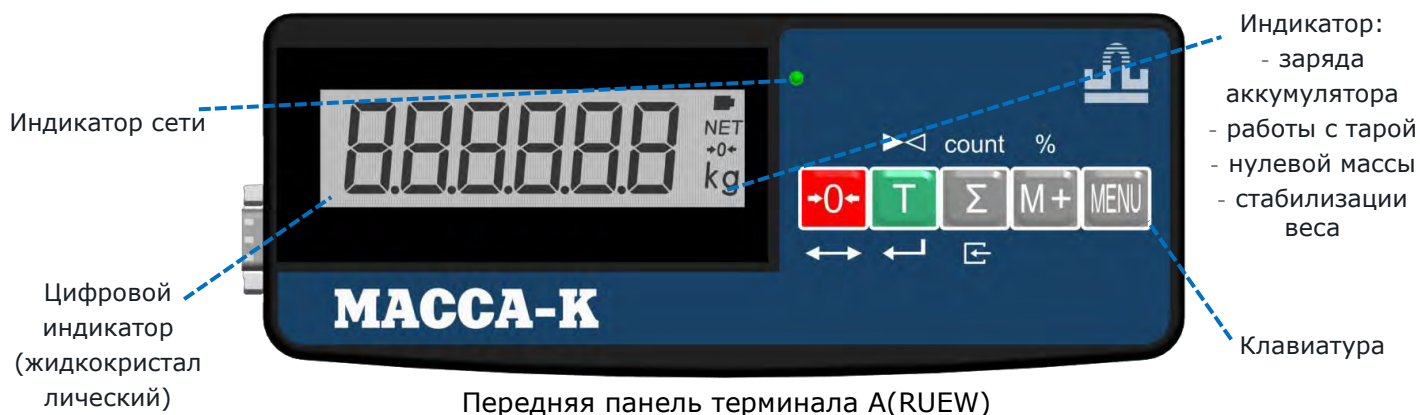 Индикатор сети
Цифровой
индикатор
(жидкокристал
лический)
888888
NET
→0←
kg
count %
→0← T Σ M+ MENU
МАССА-К
Индикатор:
- заряда
аккумулятора
- работы с тарой
- нулевой массы
- стабилизации
веса
Клавиатура
Передняя панель терминала A(RUEW)